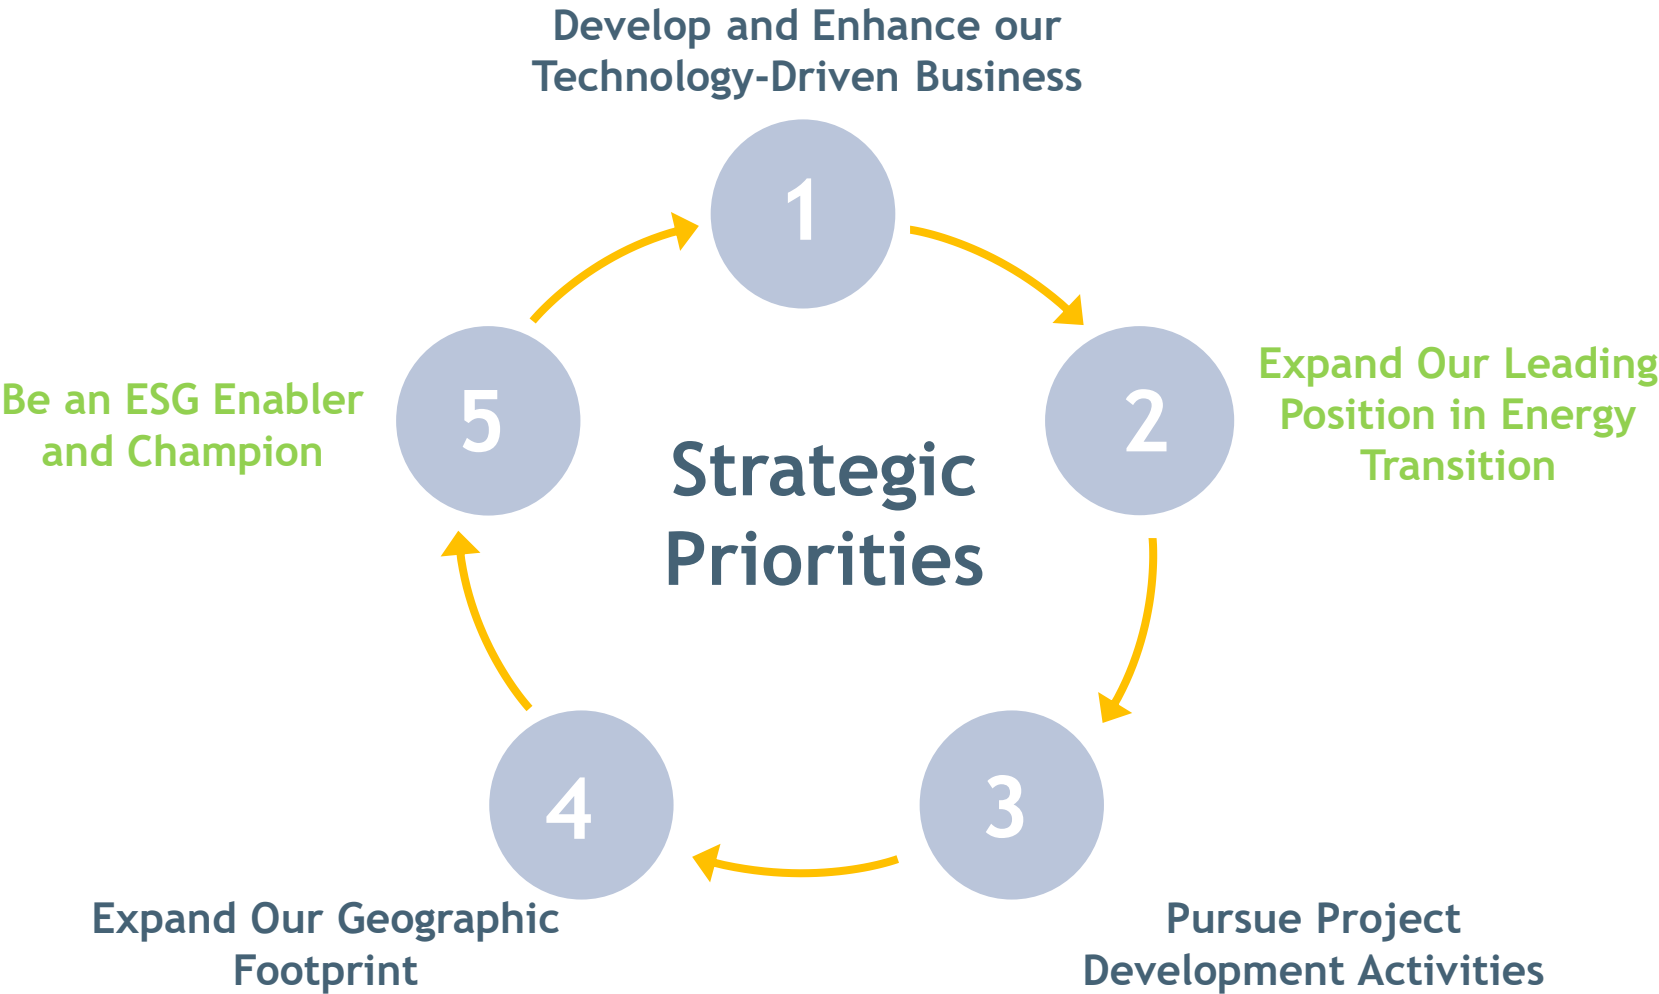 Develop and Enhance our
Technology-Driven Business
1
2
Expand Our Leading
Position in Energy
Transition
3
Pursue Project
Development Activities
4
Expand Our Geographic
Footprint
5
Be an ESG Enabler
and Champion
Strategic
Priorities